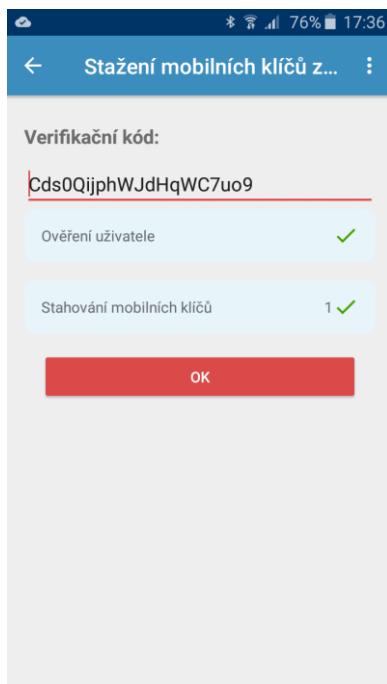 76% 17:36
Stažení mobilních klíčů z...
Verifikační kód:
Cds0QijphWJdHqWC7uo9
Ověření uživatele
Stahování mobilních klíčů 1
OK